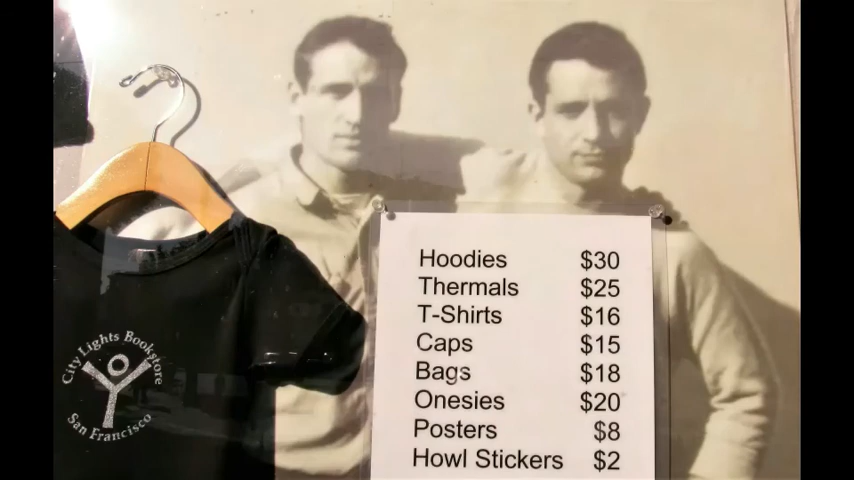 City Lights Bookstore
San Francisco
Hoodies $30
Thermals $25
T-Shirts $16
Caps $15
Bags $18
Onesies $20
Posters $8
Howl Stickers $2